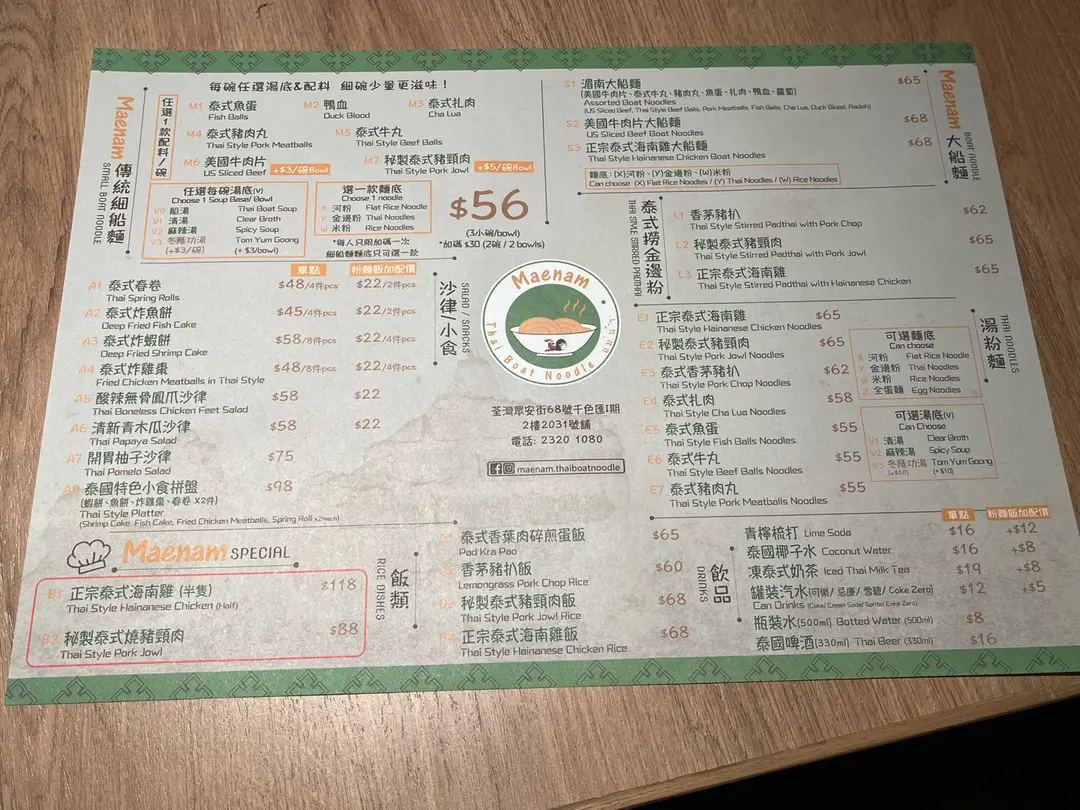 每碗任選湯底&配料 細碗少量更滋味！
Maenam
傳統細船麵
SMALL BOAT NOODLE
任選1款配料/碗
M1 泰式魚蛋
Fish Balls
M2 鴨血
Duck Blood
M3 泰式扎肉
Cha Lua
M4 泰式豬肉丸
Thai Style Pork Meatballs
M5 泰式牛丸
Thai Style Beef Balls
M6 美國牛肉片 +$3/碗Bowl
US Sliced Beef
M7 秘製泰式豬頸肉 +$5/碗Bowl
Thai Style Pork Jowl
任選每碗湯底(V)
Choose 1 Soup Base/ Bowl
V0 船湯 Thai Boat Soup
V1 清湯 Clear Broth
V2 麻辣湯 Spicy Soup
V3 冬蔭功湯 Tom Yum Goong
(+$3/碗) (+ $3/bowl)
選一款麵底
Choose 1 noodle
X 河粉 Flat Rice Noodle
Y 金邊粉 Thai Noodles
W 米粉 Rice Noodles
*每人只限加碼一次
細船麵麵底只可選一款
$56
(3小碗/bowl)
*加碼 $30 (2碗 / 2 bowls)
S1 湄南大船麵 $65
(美國牛肉片、泰式牛丸、豬肉丸、魚蛋、扎肉、鴨血、蘿蔔)
Assorted Boat Noodles
(US Sliced Beef, Thai Style Beef Balls, Pork Meatballs, Fish Balls, Cha Lua, Duck Blood, Radish)
S2 美國牛肉片大船麵 $68
US Sliced Beef Boat Noodles
S3 正宗泰式海南雞大船麵 $68
Thai Style Hainanese Chicken Boat Noodles
麵底: (X)河粉、(Y)金邊粉、(W)米粉
Can choose (X) Flat Rice Noodles / (Y) Thai Noodles / (W) Rice Noodles
Maenam
大船麵
BOAT NOODLE
泰式撈金邊粉
THAI STYLE STIRRED PADTHAI
L1 香茅豬扒 $62
Thai Style Stirred Padthai with Pork Chop
L2 秘製泰式豬頸肉 $65
Thai Style Stirred Padthai with Pork Jowl
L3 正宗泰式海南雞 $65
Thai Style Stirred Padthai with Hainanese Chicken
單點 粉麵飯加配價
A1 泰式春卷 $48/4件pcs $22/2件pcs
Thai Spring Rolls
A2 泰式炸魚餅 $45/4件pcs $22/2件pcs
Deep Fried Fish Cake
A3 泰式炸蝦餅 $58/8件pcs $22/4件pcs
Deep Fried Shrimp Cake
A4 泰式炸雞棗 $48/8件pcs $22/4件pcs
Fried Chicken Meatballs in Thai Style
A5 酸辣無骨鳳爪沙律 $58 $22
Thai Boneless Chicken Feet Salad
A6 清新青木瓜沙律 $58 $22
Thai Papaya Salad
A7 開胃柚子沙律 $75
Thai Pomelo Salad
A8 泰國特色小食拼盤 $98
(蝦餅、魚餅、炸雞棗、春卷 X2件)
Thai Style Platter
(Shrimp Cake, Fish Cake, Fried Chicken Meatballs, Spring Roll x2/each)
沙律/小食
SALAD / SNACKS
Maenam
Thai Boat Noodle
荃灣眾安街68號千色匯I期
2樓2031號舖
電話: 2320 1080
maenam.thaiboatnoodle
E1 正宗泰式海南雞 $65
Thai Style Hainanese Chicken Noodles
E2 秘製泰式豬頸肉 $65
Thai Style Pork Jowl Noodles
E3 泰式香茅豬扒 $62
Thai Style Pork Chop Noodles
E4 泰式扎肉 $58
Thai Style Cha Lua Noodles
E5 泰式魚蛋 $55
Thai Style Fish Balls Noodles
E6 泰式牛丸 $55
Thai Style Beef Balls Noodles
E7 泰式豬肉丸 $55
Thai Style Pork Meatballs Noodles
可選麵底
Can choose
X 河粉 Flat Rice Noodle
Y 金邊粉 Thai Noodles
W 米粉 Rice Noodles
Z 全蛋麵 Egg Noodles
可選湯底(V)
Can Choose
V1 清湯 Clear Broth
V2 麻辣湯 Spicy Soup
V3 冬蔭功湯 Tom Yum Goong
(+$10) (+ $10)
湯粉麵
THAI NOODLES
Maenam SPECIAL
B1 正宗泰式海南雞 (半隻) $118
Thai Style Hainanese Chicken (Half)
B2 秘製泰式燒豬頸肉 $88
Thai Style Pork Jowl
飯類
RICE DISHES
泰式香葉肉碎煎蛋飯 $65
Pad Kra Pao
香茅豬扒飯 $60
Lemongrass Pork Chop Rice
秘製泰式豬頸肉飯 $68
Thai Style Pork Jowl Rice
正宗泰式海南雞飯 $68
Thai Style Hainanese Chicken Rice
飲品
DRINKS
單點 粉麵飯加配價
青檸梳打 Lime Soda $16 +$12
泰國椰子水 Coconut Water $16 +$8
凍泰式奶茶 Iced Thai Milk Tea $19 +$8
罐裝汽水(可樂/ 忌廉/ 雪碧/ Coke Zero) $12 +$5
Can Drinks (Coke/ Cream Soda/ Sprite/ Coke Zero)
瓶裝水(500ml) Botted Water (500ml) $8
泰國啤酒(330ml) Thai Beer (330ml) $16